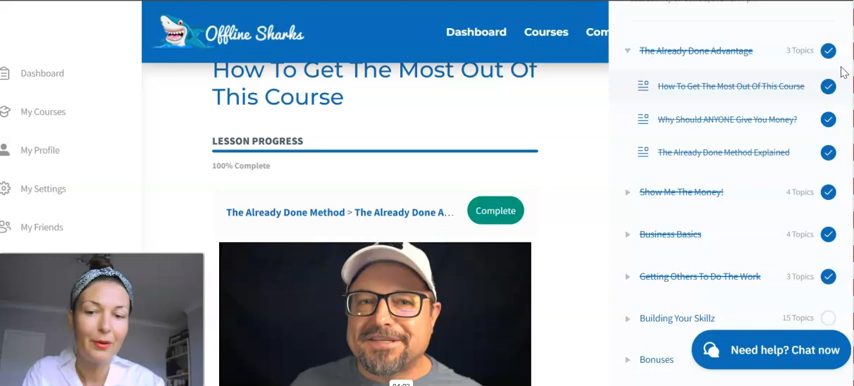 Offline Sharks
Dashboard
Courses
Com
Dashboard
My Courses
My Profile
My Settings
My Friends
How To Get The Most Out Of
This Course
LESSON PROGRESS
100% Complete
The Already Done Method > The Already Done A...
Complete
The Already Done Advantage
3 Topics
How To Get The Most Out Of This Course
Why Should ANYONE Give You Money?
The Already Done Method Explained
Show Me The Money!
4 Topics
Business Basics
4 Topics
Getting Others To Do The Work
3 Topics
Building Your Skillz
15 Topics
Bonuses
Need help? Chat now